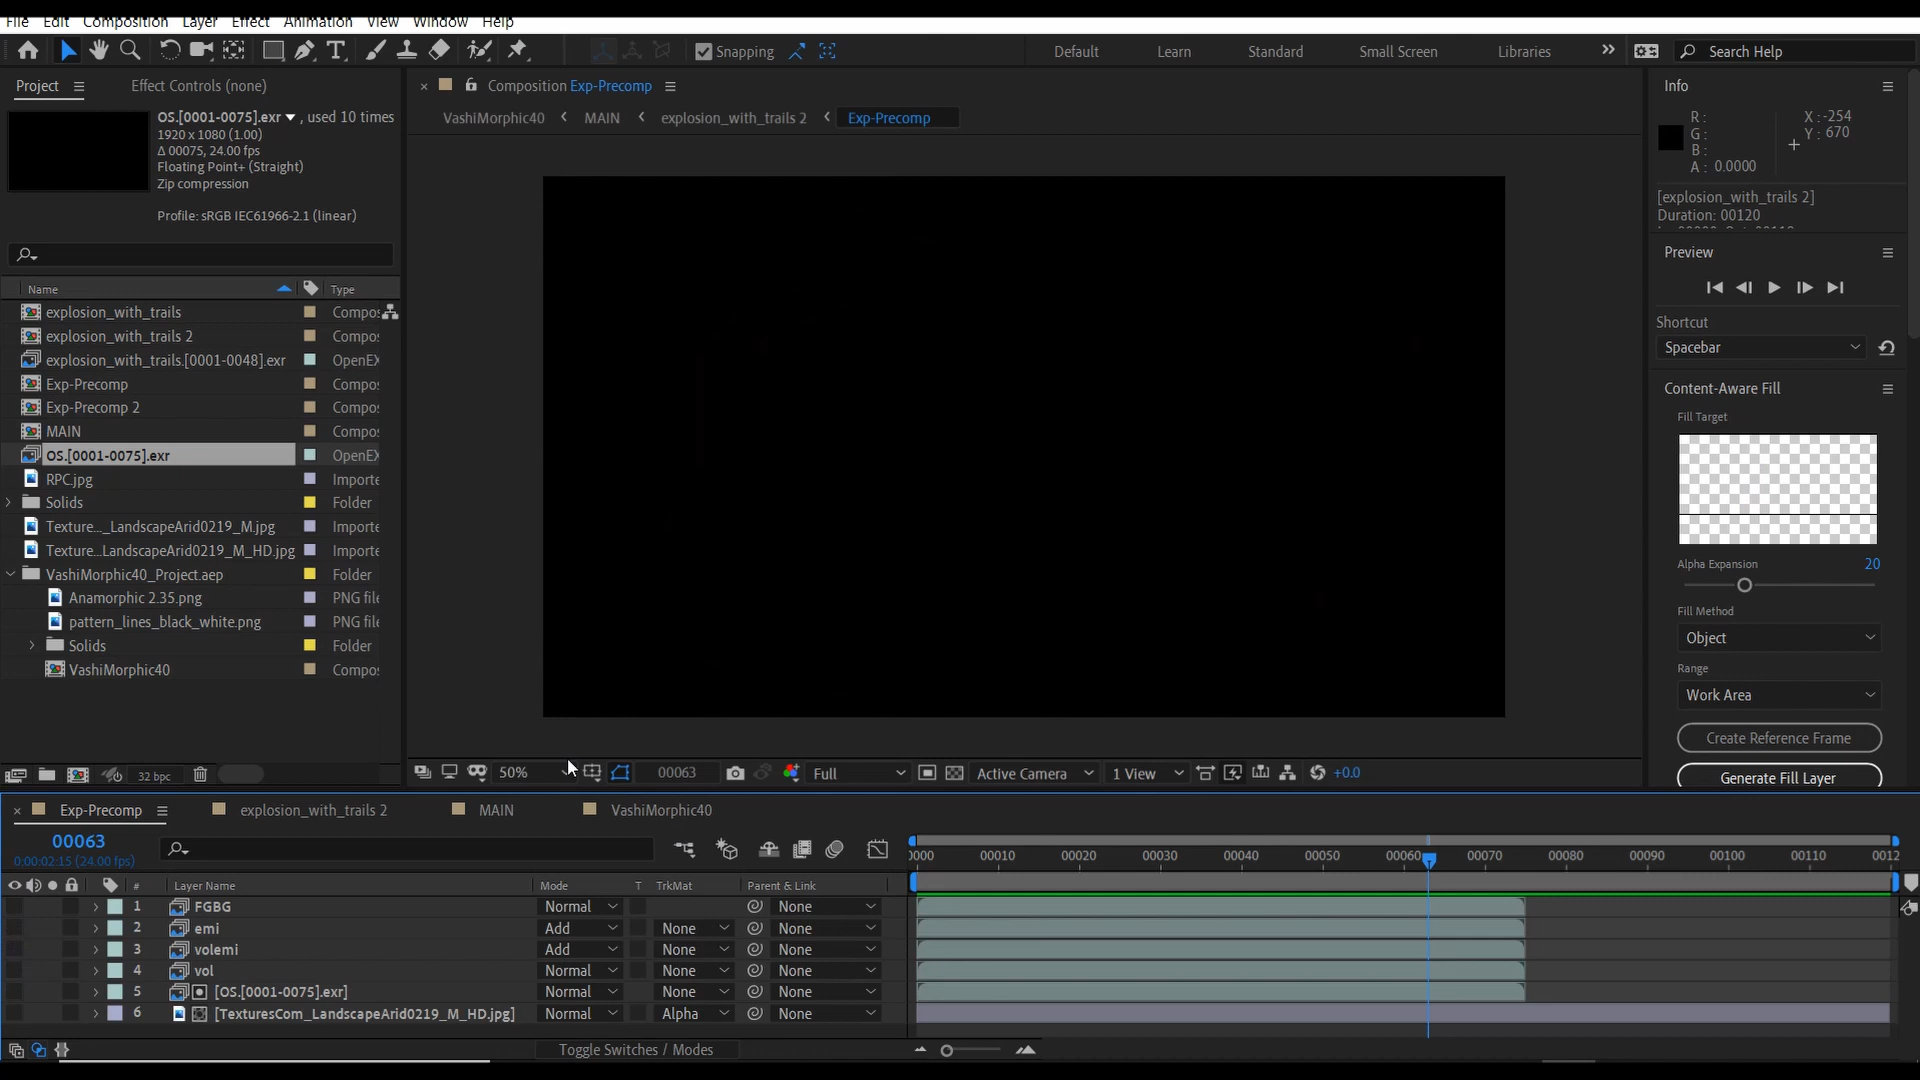 File Edit Composition Layer Effect Animation View Window Help
Snapping
Default Learn Standard Small Screen Libraries
Search Help
Project
Effect Controls (none)
OS.[0001-0075].exr , used 10 times
1920 x 1080 (1.00)
Δ 00075, 24.00 fps
Floating Point+ (Straight)
Zip compression
Profile: sRGB IEC61966-2.1 (linear)
Name Type
explosion_with_trails Compos
explosion_with_trails 2 Compos
explosion_with_trails.[0001-0048].exr OpenEX
Exp-Precomp Compos
Exp-Precomp 2 Compos
MAIN Compos
OS.[0001-0075].exr OpenEX
RPC.jpg Importe
Solids Folder
Texture..._LandscapeArid0219_M.jpg Importe
Texture...LandscapeArid0219_M_HD.jpg Importe
VashiMorphic40_Project.aep Folder
Anamorphic 2.35.png PNG file
pattern_lines_black_white.png PNG file
Solids Folder
VashiMorphic40 Compos
32 bpc
Composition Exp-Precomp
VashiMorphic40 MAIN explosion_with_trails 2 Exp-Precomp
50% 00063 Full Active Camera 1 View +0.0
Info
R :
G :
B :
A : 0.0000
X : -254
Y : 670
[explosion_with_trails 2]
Duration: 00120
Preview
Shortcut
Spacebar
Content-Aware Fill
Fill Target
Alpha Expansion 20
Fill Method
Object
Range
Work Area
Create Reference Frame
Generate Fill Layer
Exp-Precomp explosion_with_trails 2 MAIN VashiMorphic40
00063
0:00:02:15 (24.00 fps)
0000 00010 00020 00030 00040 00050 00060 00070 00080 00090 00100 00110 0012
# Layer Name Mode T TrkMat Parent & Link
1 FGBG Normal None
2 emi Add None None
3 volemi Add None None
4 vol Normal None None
5 [OS.[0001-0075].exr] Normal None None
6 [TexturesCom_LandscapeArid0219_M_HD.jpg] Normal Alpha None
Toggle Switches / Modes